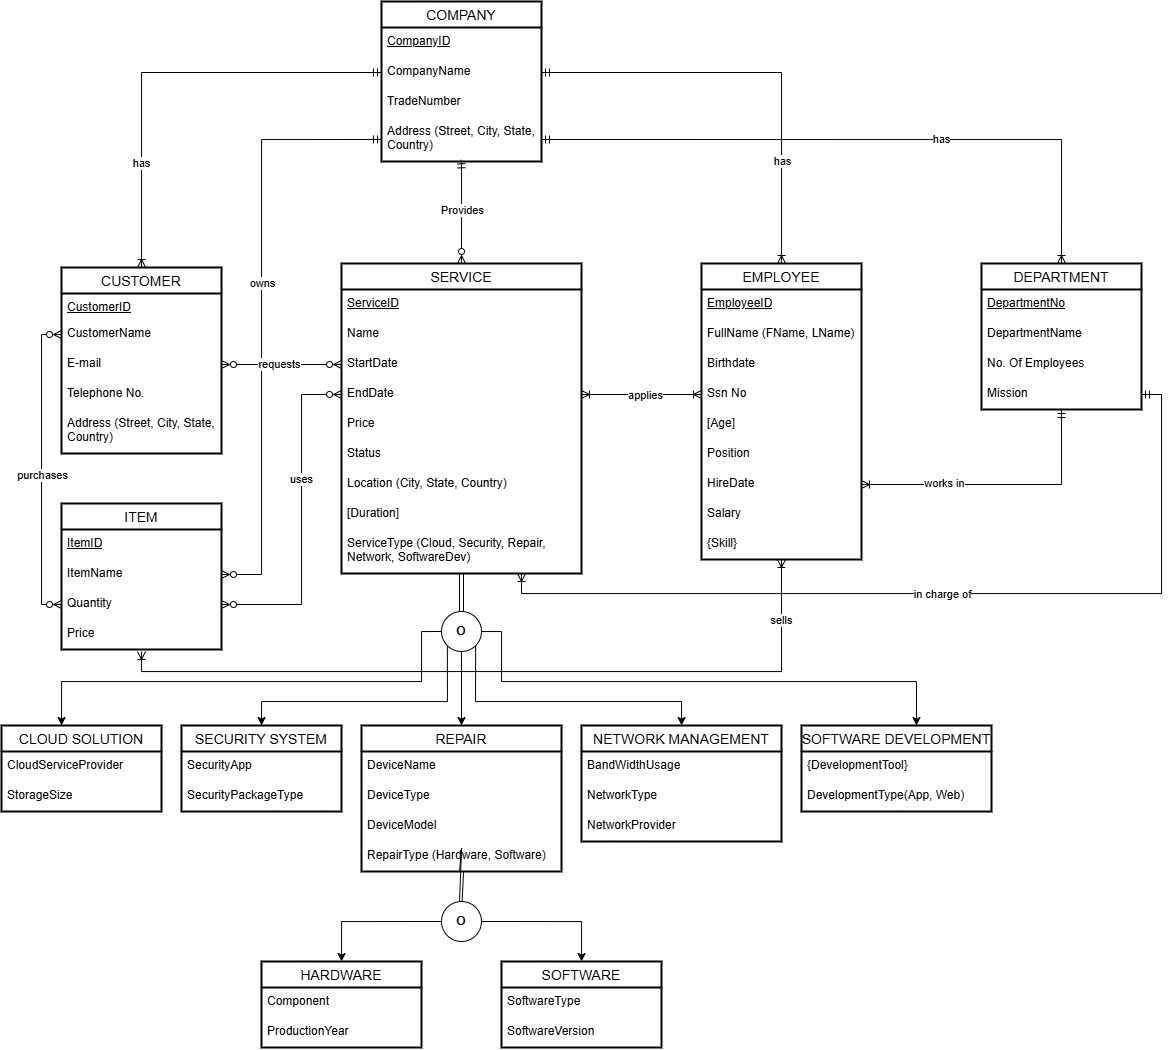 COMPANY
CompanyID
CompanyName
TradeNumber
Address (Street, City, State,
Country)
has
has
has
Provides
owns
CUSTOMER
CustomerID
CustomerName
E-mail
Telephone No.
Address (Street, City, State,
Country)
requests
purchases
uses
SERVICE
ServiceID
Name
StartDate
EndDate
Price
Status
Location (City, State, Country)
[Duration]
ServiceType (Cloud, Security, Repair,
Network, SoftwareDev)
applies
EMPLOYEE
EmployeeID
FullName (FName, LName)
Birthdate
Ssn No
[Age]
Position
HireDate
Salary
{Skill}
DEPARTMENT
DepartmentNo
DepartmentName
No. Of Employees
Mission
works in
in charge of
sells
ITEM
ItemID
ItemName
Quantity
Price
O
CLOUD SOLUTION
CloudServiceProvider
StorageSize
SECURITY SYSTEM
SecurityApp
SecurityPackageType
REPAIR
DeviceName
DeviceType
DeviceModel
RepairType (Hardware, Software)
NETWORK MANAGEMENT
BandWidthUsage
NetworkType
NetworkProvider
SOFTWARE DEVELOPMENT
{DevelopmentTool}
DevelopmentType(App, Web)
O
HARDWARE
Component
ProductionYear
SOFTWARE
SoftwareType
SoftwareVersion